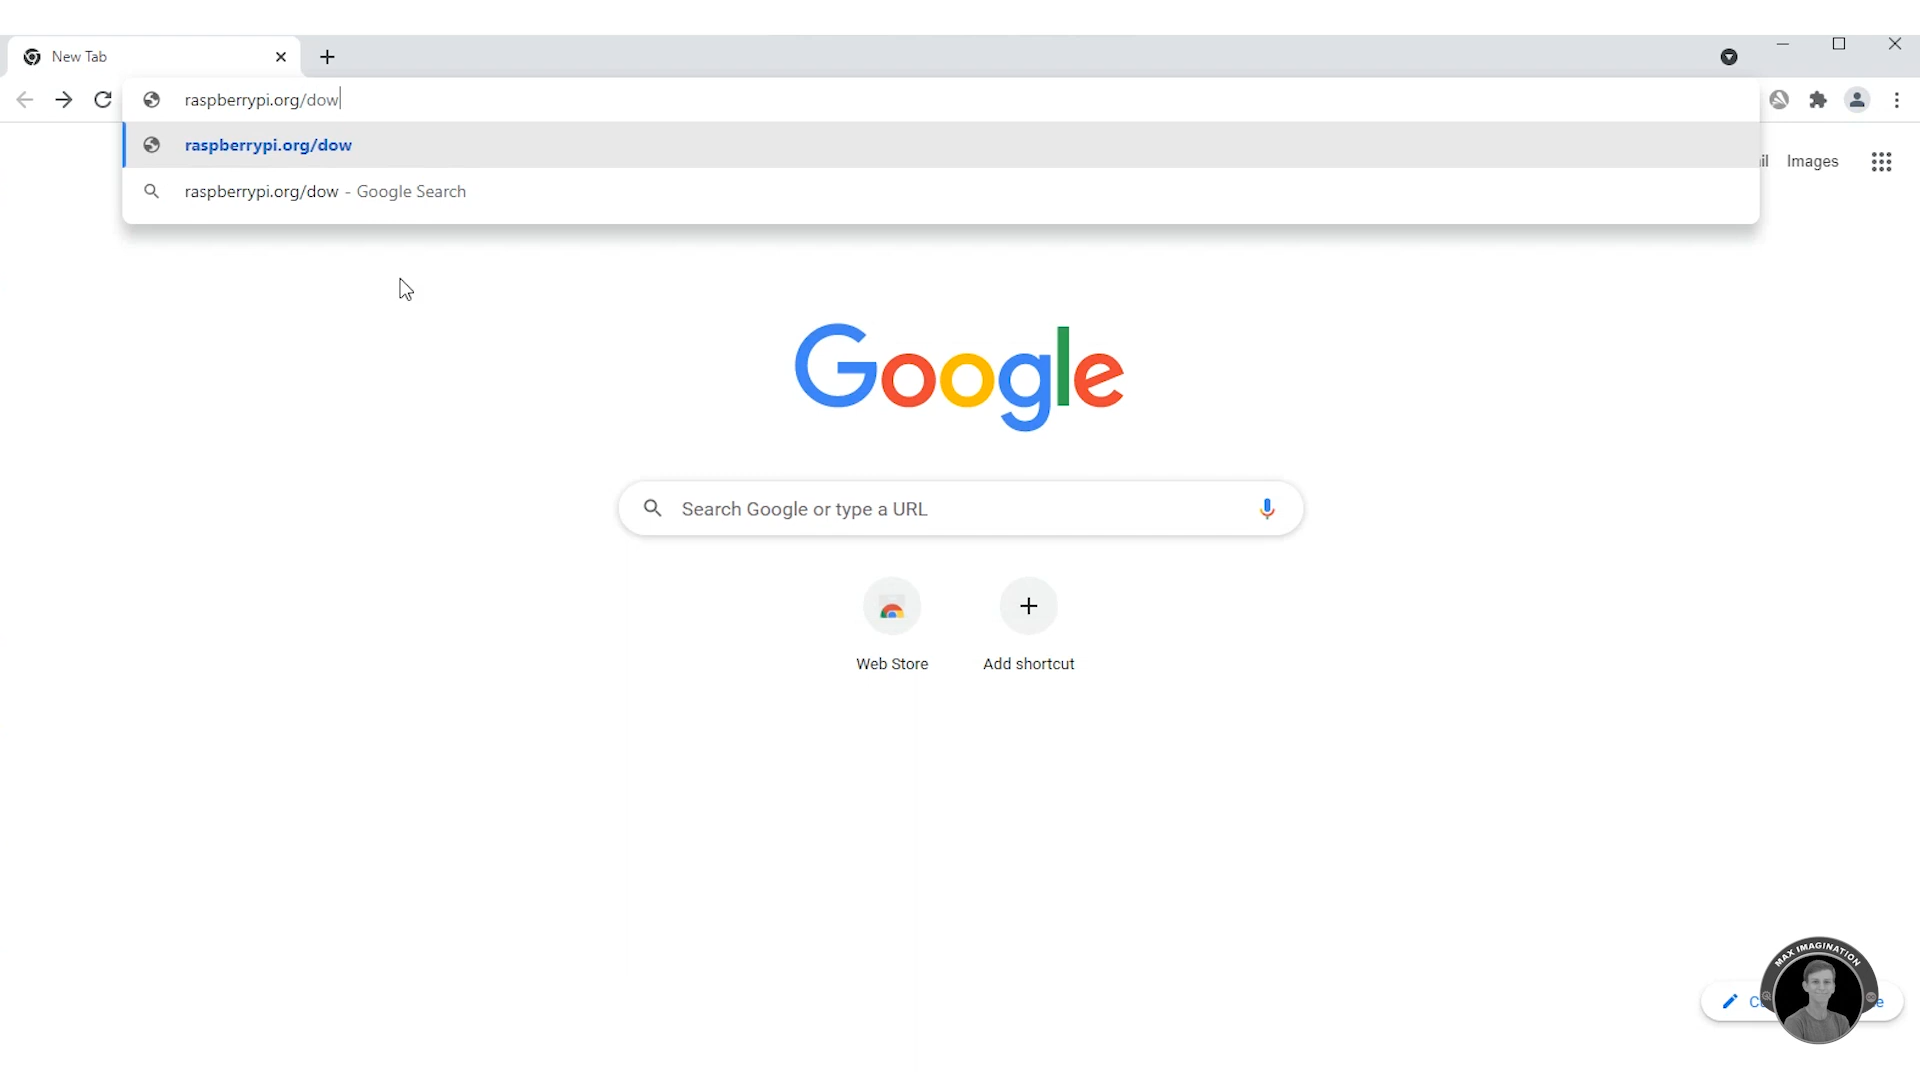 New Tab
raspberrypi.org/dow
raspberrypi.org/dow
raspberrypi.org/dow - Google Search
Images
Google
Search Google or type a URL
Web Store
Add shortcut
MAX IMAGINATION